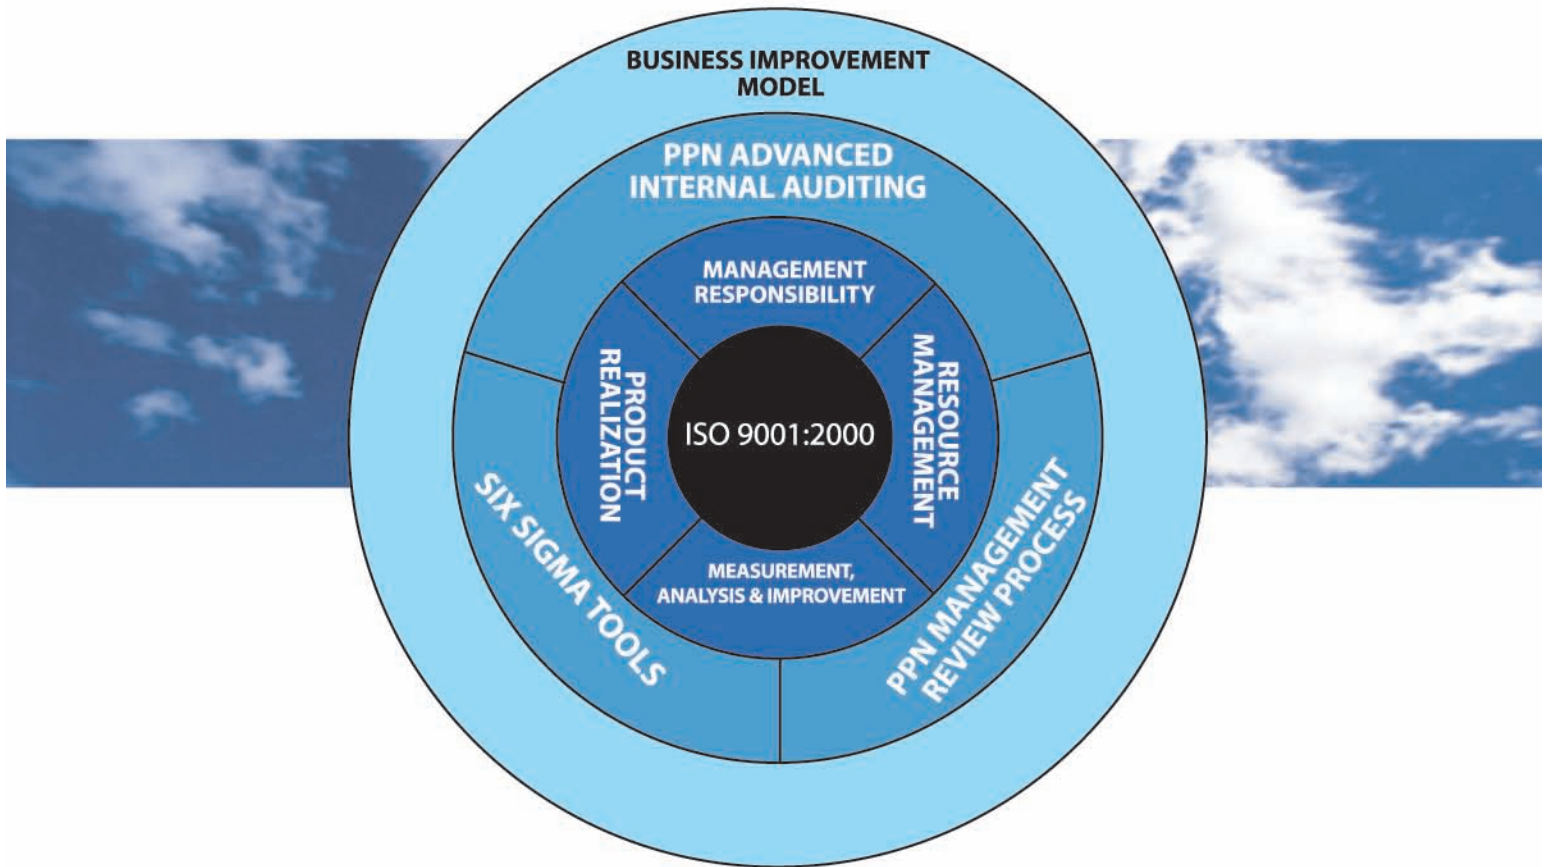 BUSINESS IMPROVEMENT
MODEL
PPN ADVANCED
INTERNAL AUDITING
MANAGEMENT
RESPONSIBILITY
PRODUCT
REALIZATION
ISO 9001:2000
RESOURCE
MANAGEMENT
MEASUREMENT,
ANALYSIS & IMPROVEMENT
SIX SIGMA TOOLS
PPN MANAGEMENT
REVIEW PROCESS